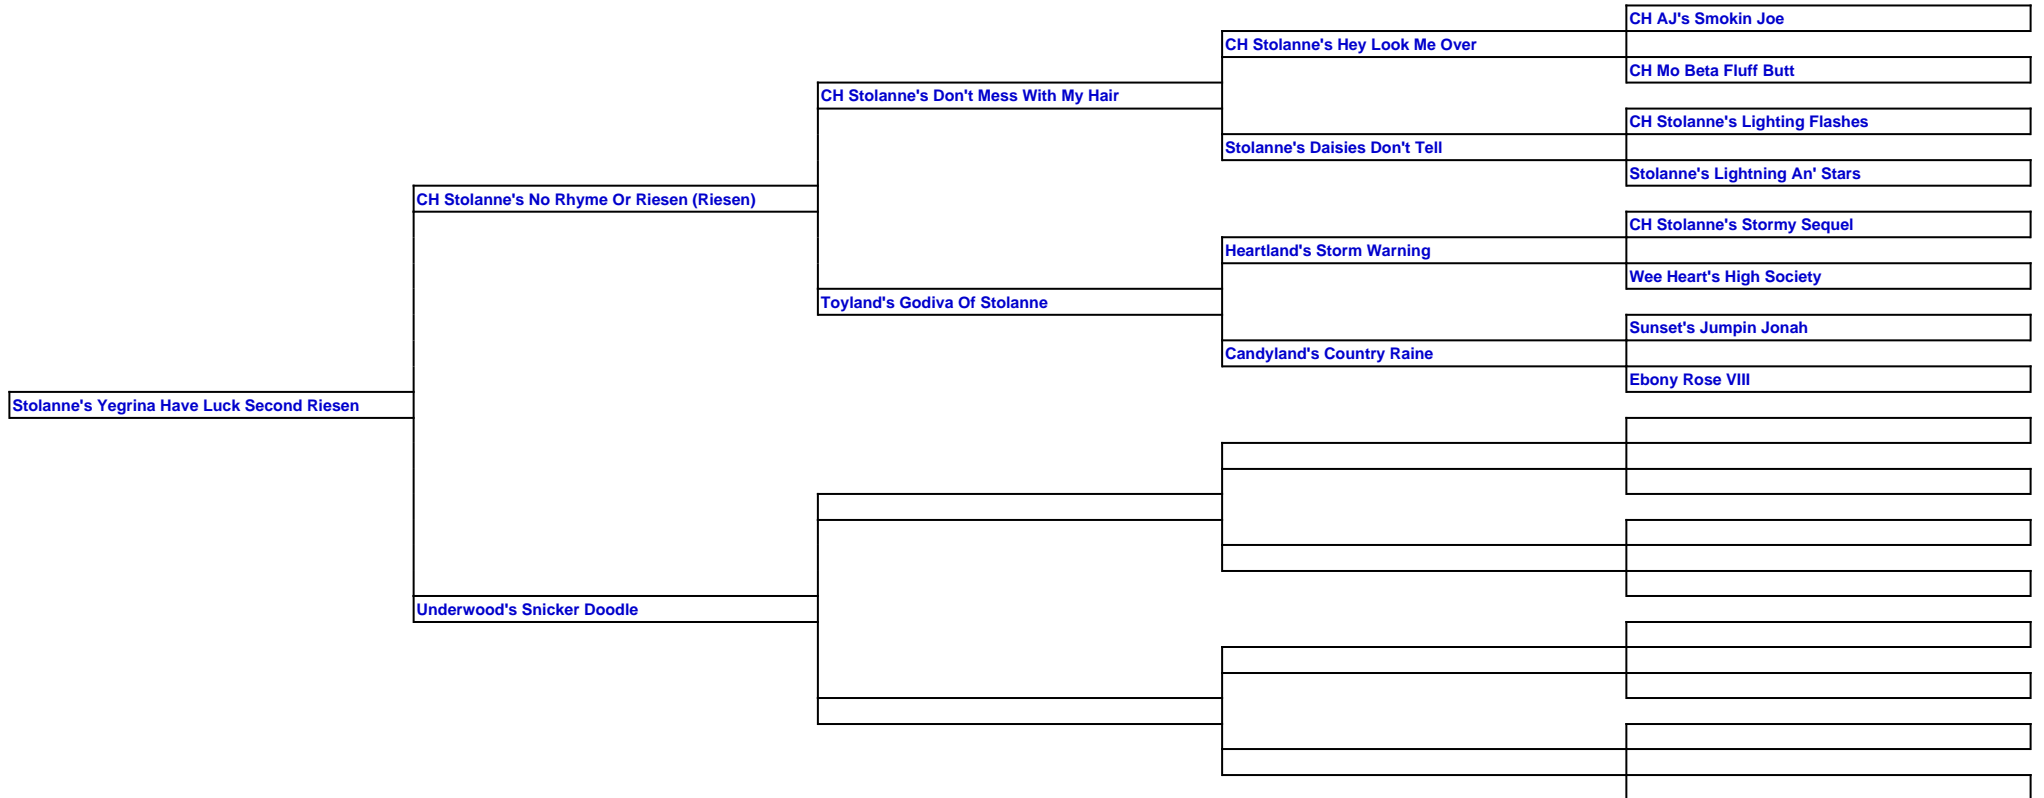 CH AJ's Smokin Joe
CH Stolanne's Hey Look Me Over
CH Mo Beta Fluff Butt
CH Stolanne's Don't Mess With My Hair
CH Stolanne's Lighting Flashes
Stolanne's Daisies Don't Tell
Stolanne's Lightning An' Stars
CH Stolanne's No Rhyme Or Riesen (Riesen)
CH Stolanne's Stormy Sequel
Heartland's Storm Warning
Wee Heart's High Society
Toyland's Godiva Of Stolanne
Sunset's Jumpin Jonah
Candyland's Country Raine
Ebony Rose VIII
Stolanne's Yegrina Have Luck Second Riesen
Underwood's Snicker Doodle